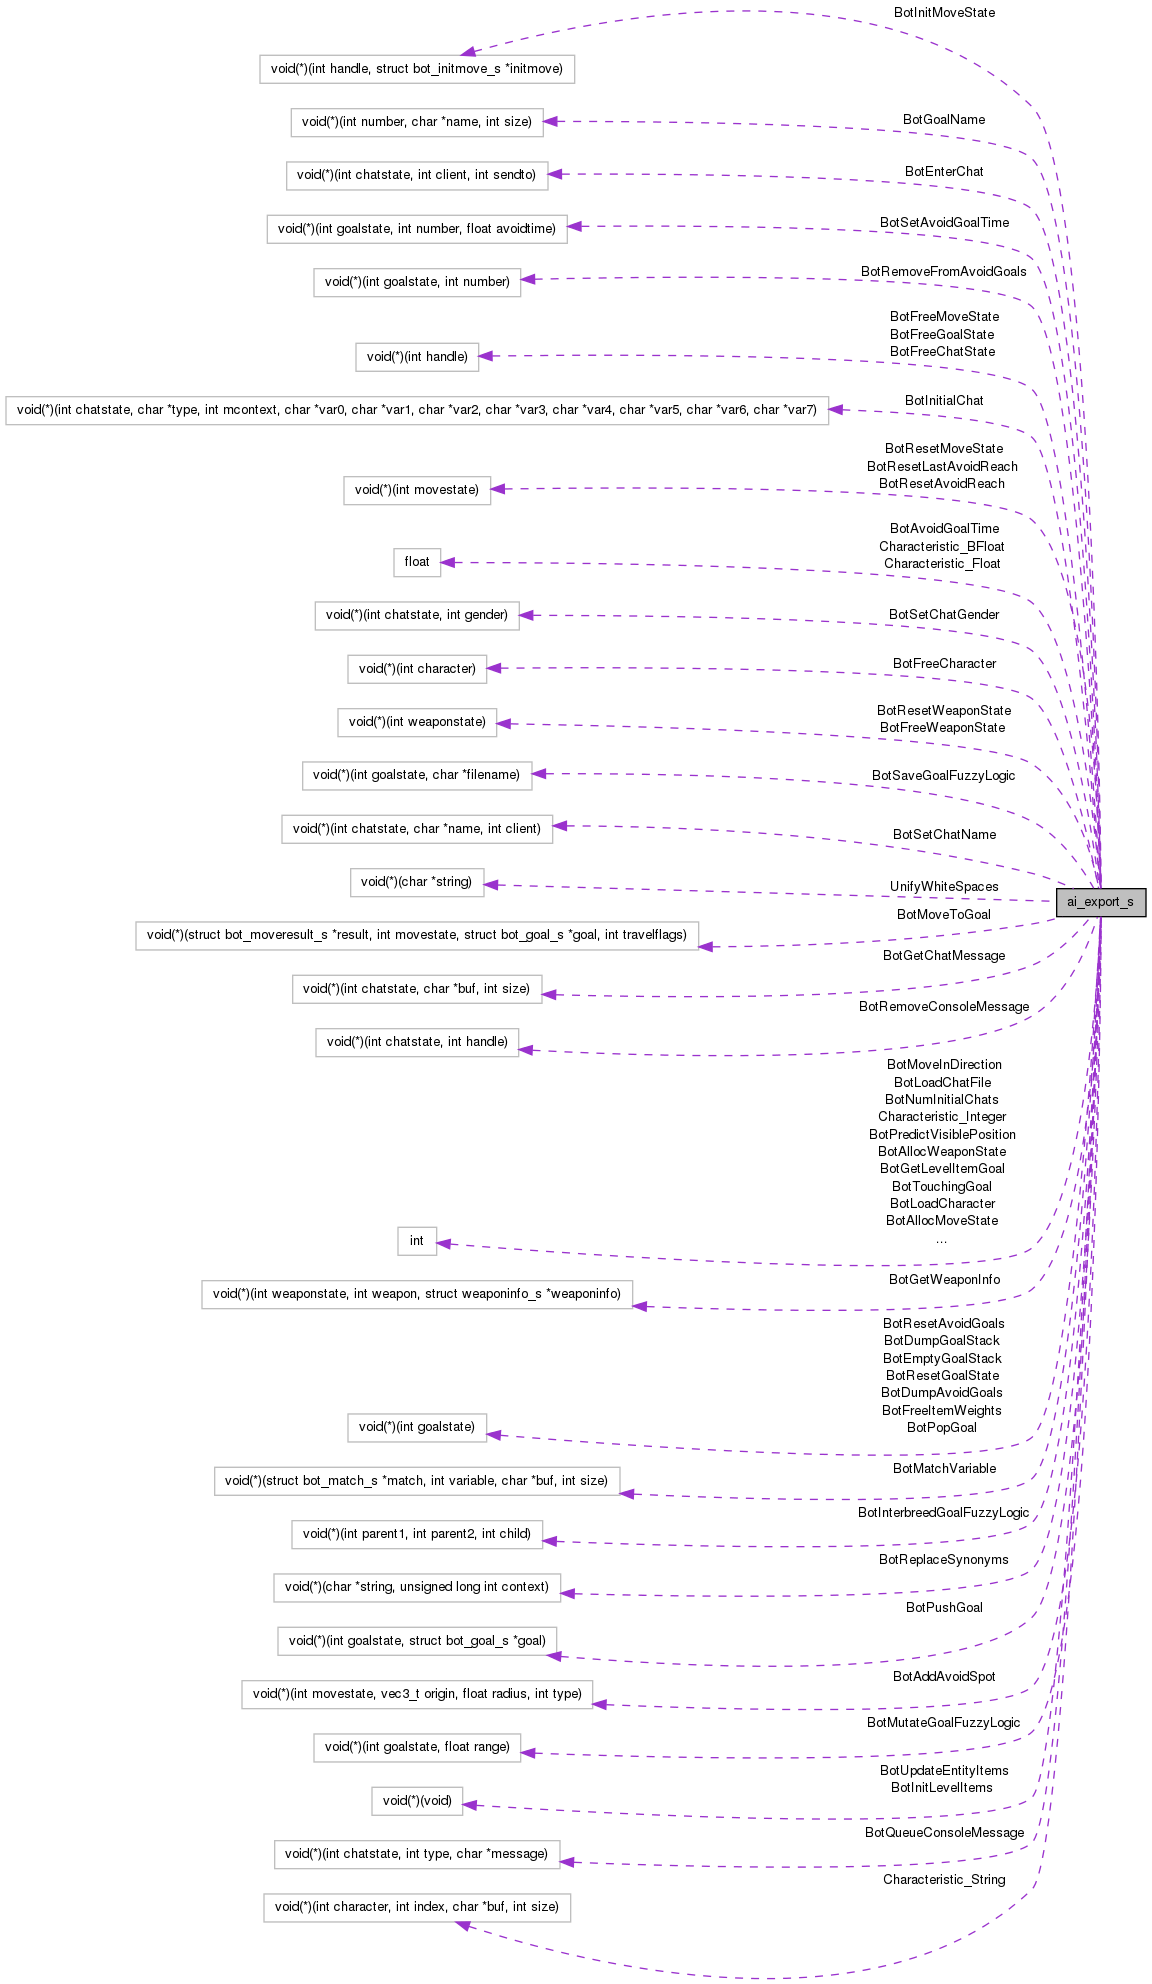 BotInitMoveState
void(*)(int handle, struct bot_initmove_s *initmove)
BotGoalName
void(*)(int number, char *name, int size)
BotEnterChat
void(*)(int chatstate, int client, int sendto)
BotSetAvoidGoalTime
void(*)(int goalstate, int number, float avoidtime)
BotRemoveFromAvoidGoals
void(*)(int goalstate, int number)
BotFreeMoveState
BotFreeGoalState
BotFreeChatState
void(*)(int handle)
BotInitialChat
void(*)(int chatstate, char *type, int mcontext, char *var0, char *var1, char *var2, char *var3, char *var4, char *var5, char *var6, char *var7)
BotResetMoveState
BotResetLastAvoidReach
BotResetAvoidReach
void(*)(int movestate)
BotAvoidGoalTime
Characteristic_BFloat
Characteristic_Float
float
BotSetChatGender
void(*)(int chatstate, int gender)
BotFreeCharacter
void(*)(int character)
BotResetWeaponState
BotFreeWeaponState
void(*)(int weaponstate)
BotSaveGoalFuzzyLogic
void(*)(int goalstate, char *filename)
BotSetChatName
void(*)(int chatstate, char *name, int client)
UnifyWhiteSpaces
void(*)(char *string)
ai_export_s
BotMoveToGoal
void(*)(struct bot_moveresult_s *result, int movestate, struct bot_goal_s *goal, int travelflags)
BotGetChatMessage
void(*)(int chatstate, char *buf, int size)
BotRemoveConsoleMessage
void(*)(int chatstate, int handle)
BotMoveInDirection
BotLoadChatFile
BotNumInitialChats
Characteristic_Integer
BotPredictVisiblePosition
BotAllocWeaponState
BotGetLevelItemGoal
BotTouchingGoal
BotLoadCharacter
BotAllocMoveState
...
int
BotGetWeaponInfo
void(*)(int weaponstate, int weapon, struct weaponinfo_s *weaponinfo)
BotResetAvoidGoals
BotDumpGoalStack
BotEmptyGoalStack
BotResetGoalState
BotDumpAvoidGoals
BotFreeItemWeights
BotPopGoal
void(*)(int goalstate)
BotMatchVariable
void(*)(struct bot_match_s *match, int variable, char *buf, int size)
BotInterbreedGoalFuzzyLogic
void(*)(int parent1, int parent2, int child)
BotReplaceSynonyms
void(*)(char *string, unsigned long int context)
BotPushGoal
void(*)(int goalstate, struct bot_goal_s *goal)
BotAddAvoidSpot
void(*)(int movestate, vec3_t origin, float radius, int type)
BotMutateGoalFuzzyLogic
void(*)(int goalstate, float range)
BotUpdateEntityItems
BotInitLevelItems
void(*)(void)
BotQueueConsoleMessage
void(*)(int chatstate, int type, char *message)
Characteristic_String
void(*)(int character, int index, char *buf, int size)